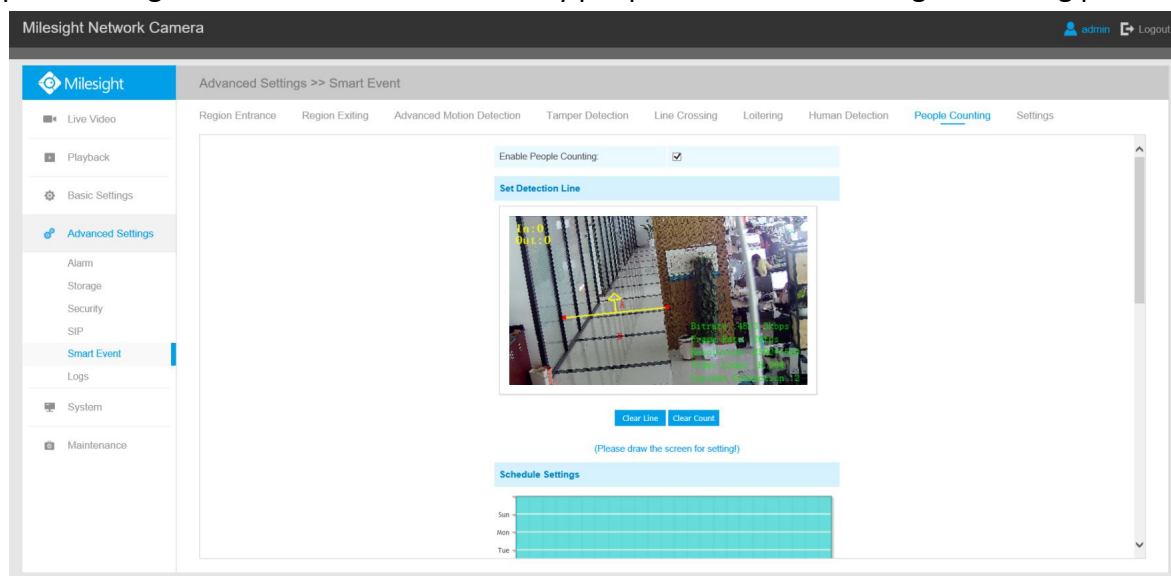 Milesight Network Camera
admin
Logout
Milesight
Advanced Settings >> Smart Event
Live Video
Playback
Basic Settings
Advanced Settings
Alarm
Storage
Security
SIP
Smart Event
Logs
System
Maintenance
Region Entrance Region Exiting Advanced Motion Detection Tamper Detection Line Crossing Loitering Human Detection People Counting Settings
Enable People Counting:
Set Detection Line
In:0
Out:0
A
B
Bitrate
Clear Line Clear Count
(Please draw the screen for setting!)
Schedule Settings
Sun
Mon
Tue